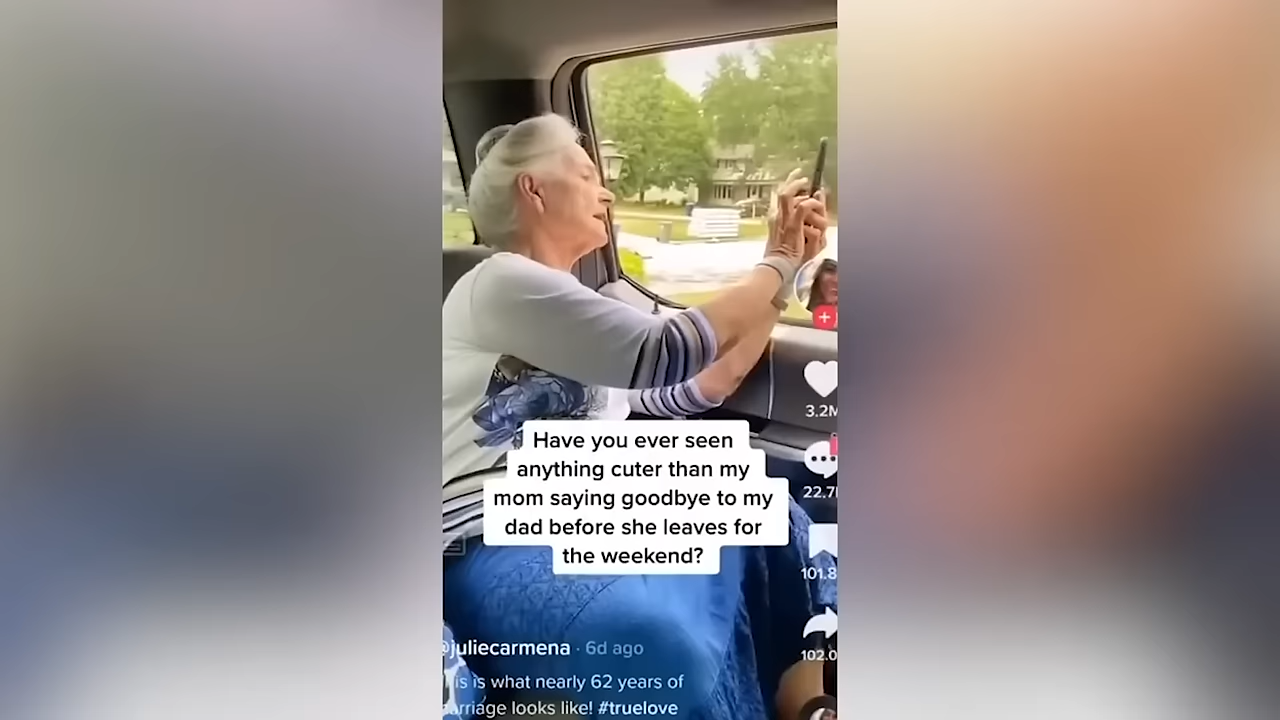 Have you ever seen
anything cuter than my
mom saying goodbye to my
dad before she leaves for
the weekend?
3.2M
22.7
101.8
102.0
juliecarmena · 6d ago
is is what nearly 62 years of
arriage looks like! #truelove